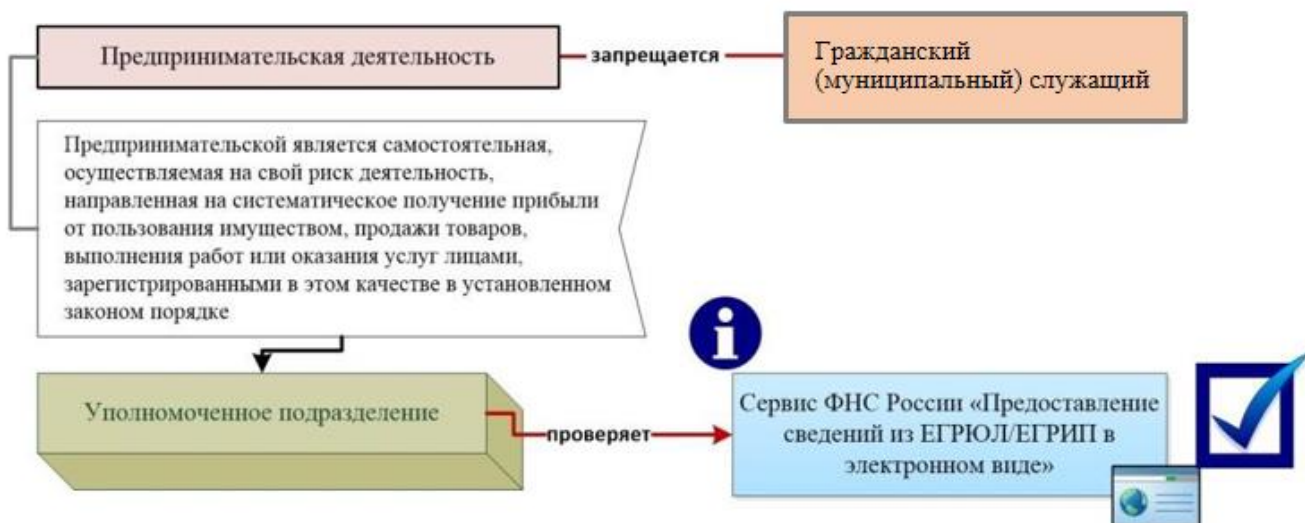 Предпринимательская деятельность
запрещается
Гражданский
(муниципальный) служащий
Предпринимательской является самостоятельная,
осуществляемая на свой риск деятельность,
направленная на систематическое получение прибыли
от пользования имуществом, продажи товаров,
выполнения работ или оказания услуг лицами,
зарегистрированными в этом качестве в установленном
законом порядке
Уполномоченное подразделение
проверяет
Сервис ФНС России «Предоставление
сведений из ЕГРЮЛ/ЕГРИП в
электронном виде»